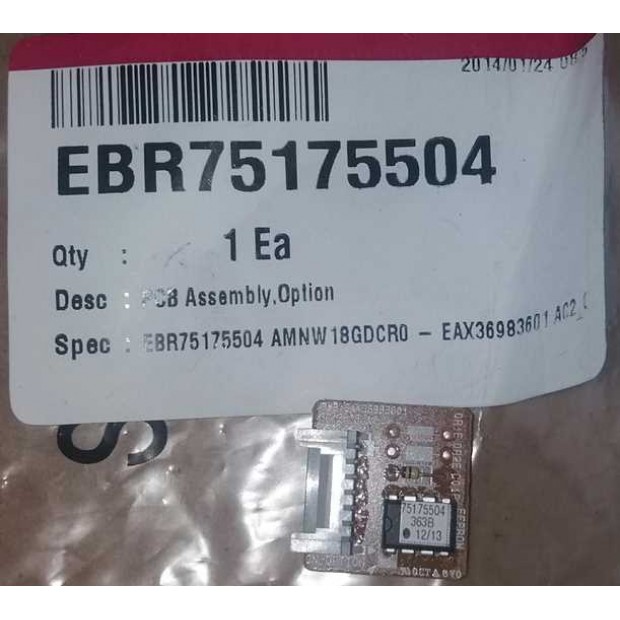 2014/01/24
EBR75175504
Qty : 1 Ea
Desc : PCB Assembly,Option
Spec : EBR75175504 AMNW18GDCR0 - EAX36983601 AC2_
75175504
363B
12/13